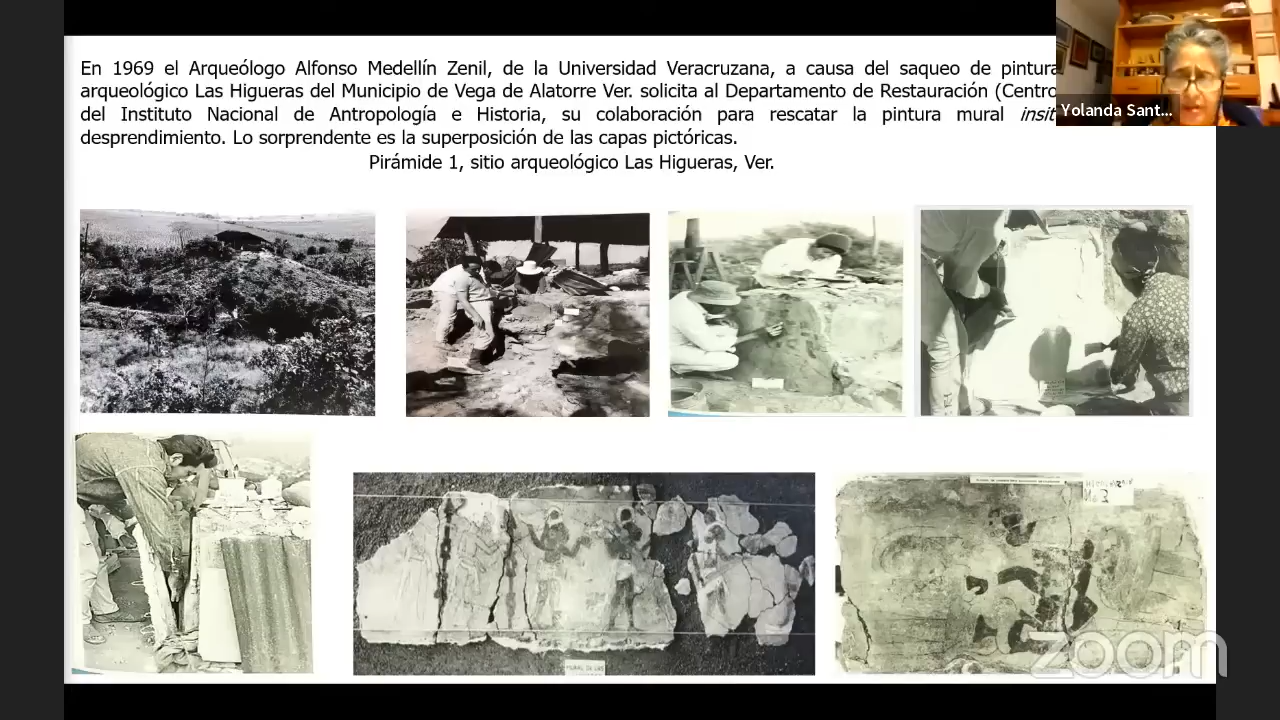 En 1969 el Arqueólogo Alfonso Medellín Zenil, de la Universidad Veracruzana, a causa del saqueo de pintura
arqueológico Las Higueras del Municipio de Vega de Alatorre Ver. solicita al Departamento de Restauración (Centro
del Instituto Nacional de Antropología e Historia, su colaboración para rescatar la pintura mural insit
desprendimiento. Lo sorprendente es la superposición de las capas pictóricas.
Pirámide 1, sitio arqueológico Las Higueras, Ver.
Yolanda Sant...
zoom